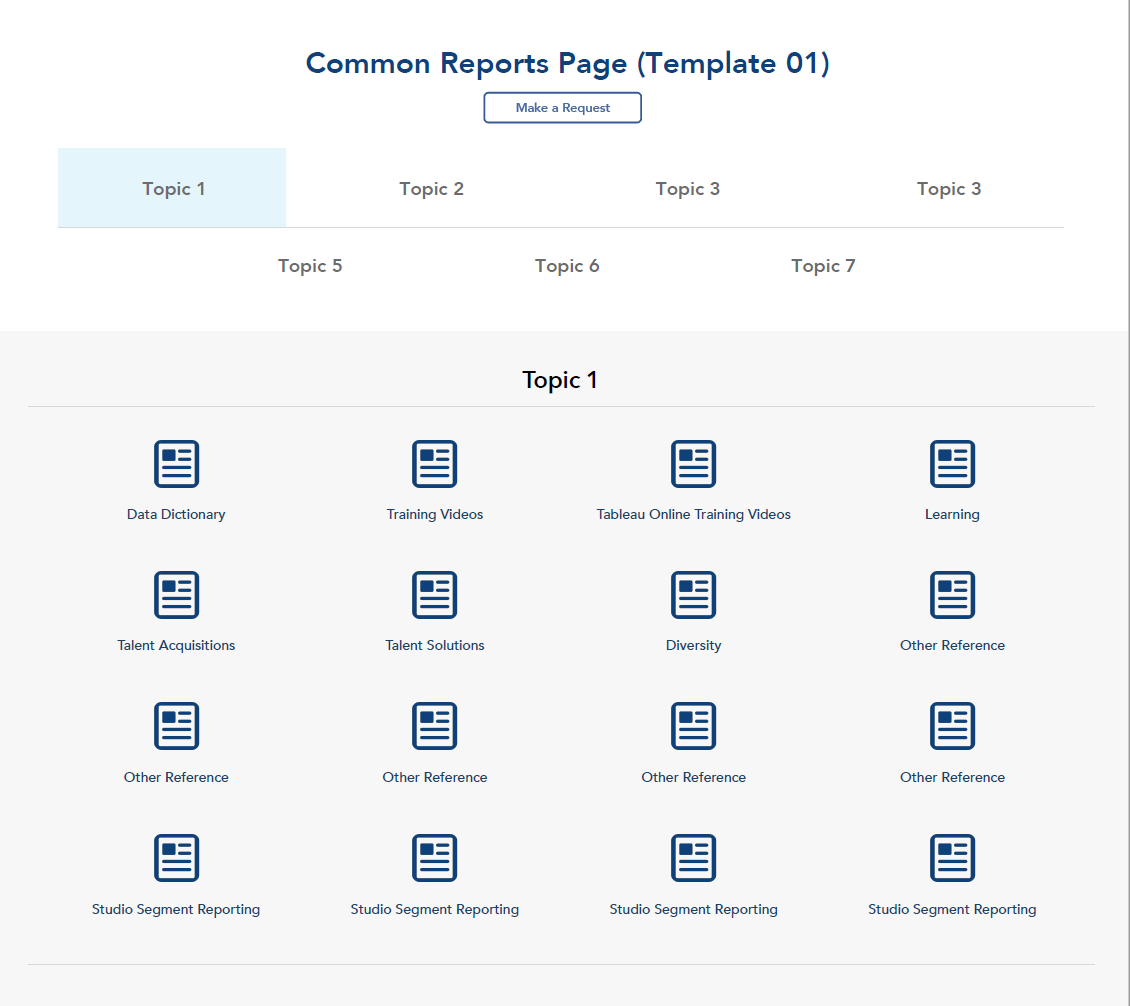 Common Reports Page (Template 01)
Make a Request
Topic 1 Topic 2 Topic 3 Topic 3
Topic 5 Topic 6 Topic 7
Topic 1
Data Dictionary Training Videos Tableau Online Training Videos Learning
Talent Acquisitions Talent Solutions Diversity Other Reference
Other Reference Other Reference Other Reference Other Reference
Studio Segment Reporting Studio Segment Reporting Studio Segment Reporting Studio Segment Reporting